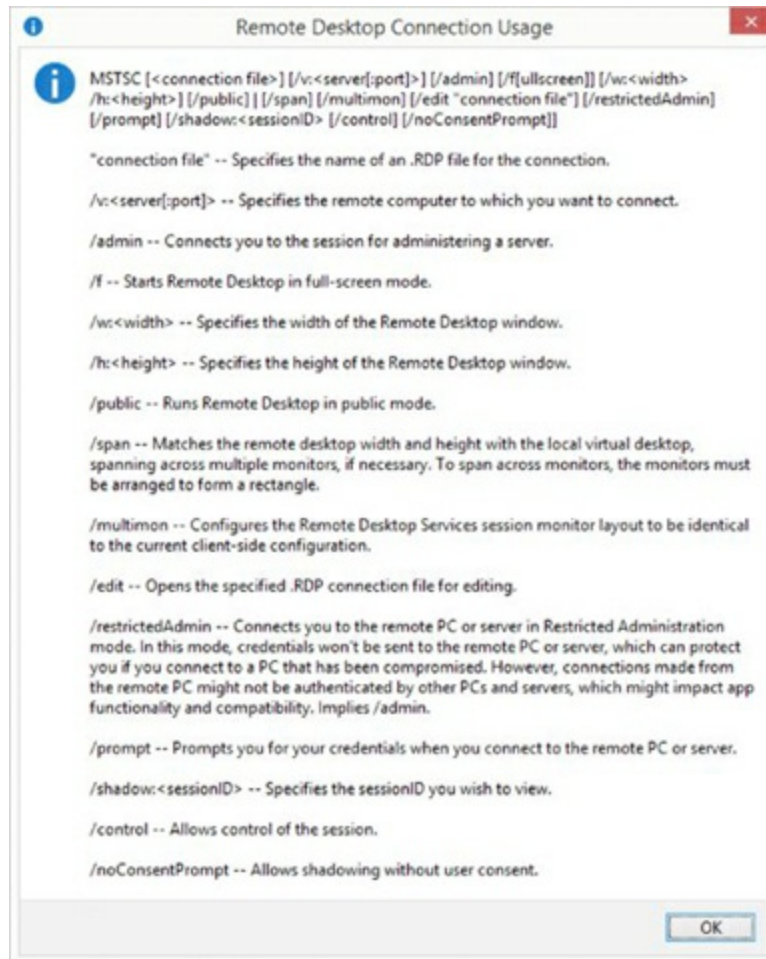 Remote Desktop Connection Usage
MSTSC [<connection file>] [/v:<server[:port]>] [/admin] [/f[ullscreen]] [/w:<width>
/h:<height>] [/public] | [/span] [/multimon] [/edit "connection file"] [/restrictedAdmin]
[/prompt] [/shadow:<sessionID> [/control] [/noConsentPrompt]]
"connection file" -- Specifies the name of an .RDP file for the connection.
/v:<server[:port]> -- Specifies the remote computer to which you want to connect.
/admin -- Connects you to the session for administering a server.
/f -- Starts Remote Desktop in full-screen mode.
/w:<width> -- Specifies the width of the Remote Desktop window.
/h:<height> -- Specifies the height of the Remote Desktop window.
/public -- Runs Remote Desktop in public mode.
/span -- Matches the remote desktop width and height with the local virtual desktop,
spanning across multiple monitors, if necessary. To span across monitors, the monitors must
be arranged to form a rectangle.
/multimon -- Configures the Remote Desktop Services session monitor layout to be identical
to the current client-side configuration.
/edit -- Opens the specified .RDP connection file for editing.
/restrictedAdmin -- Connects you to the remote PC or server in Restricted Administration
mode. In this mode, credentials won't be sent to the remote PC or server, which can protect
you if you connect to a PC that has been compromised. However, connections made from
the remote PC might not be authenticated by other PCs and servers, which might impact app
functionality and compatibility. Implies /admin.
/prompt -- Prompts you for your credentials when you connect to the remote PC or server.
/shadow:<sessionID> -- Specifies the sessionID you wish to view.
/control -- Allows control of the session.
/noConsentPrompt -- Allows shadowing without user consent.
OK